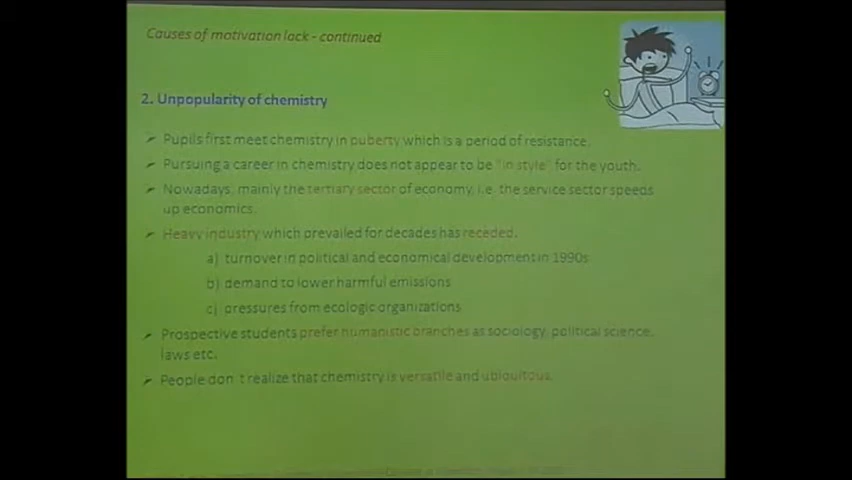 Causes of motivation lack - continued
2. Unpopularity of chemistry
Pupils first meet chemistry in puberty which is a period of resistance.
Pursuing a career in chemistry does not appear to be "in style" for the youth.
Nowadays, mainly the tertiary sector of economy, i.e. the service sector speeds
up economics.
Heavy industry which prevailed for decades has receded.
a) turnover in political and economical development in 1990s
b) demand to lower harmful emissions
c) pressures from ecologic organizations
Prospective students prefer humanistic branches as sociology, political science,
laws etc.
People don´t realize that chemistry is versatile and ubiquitous.